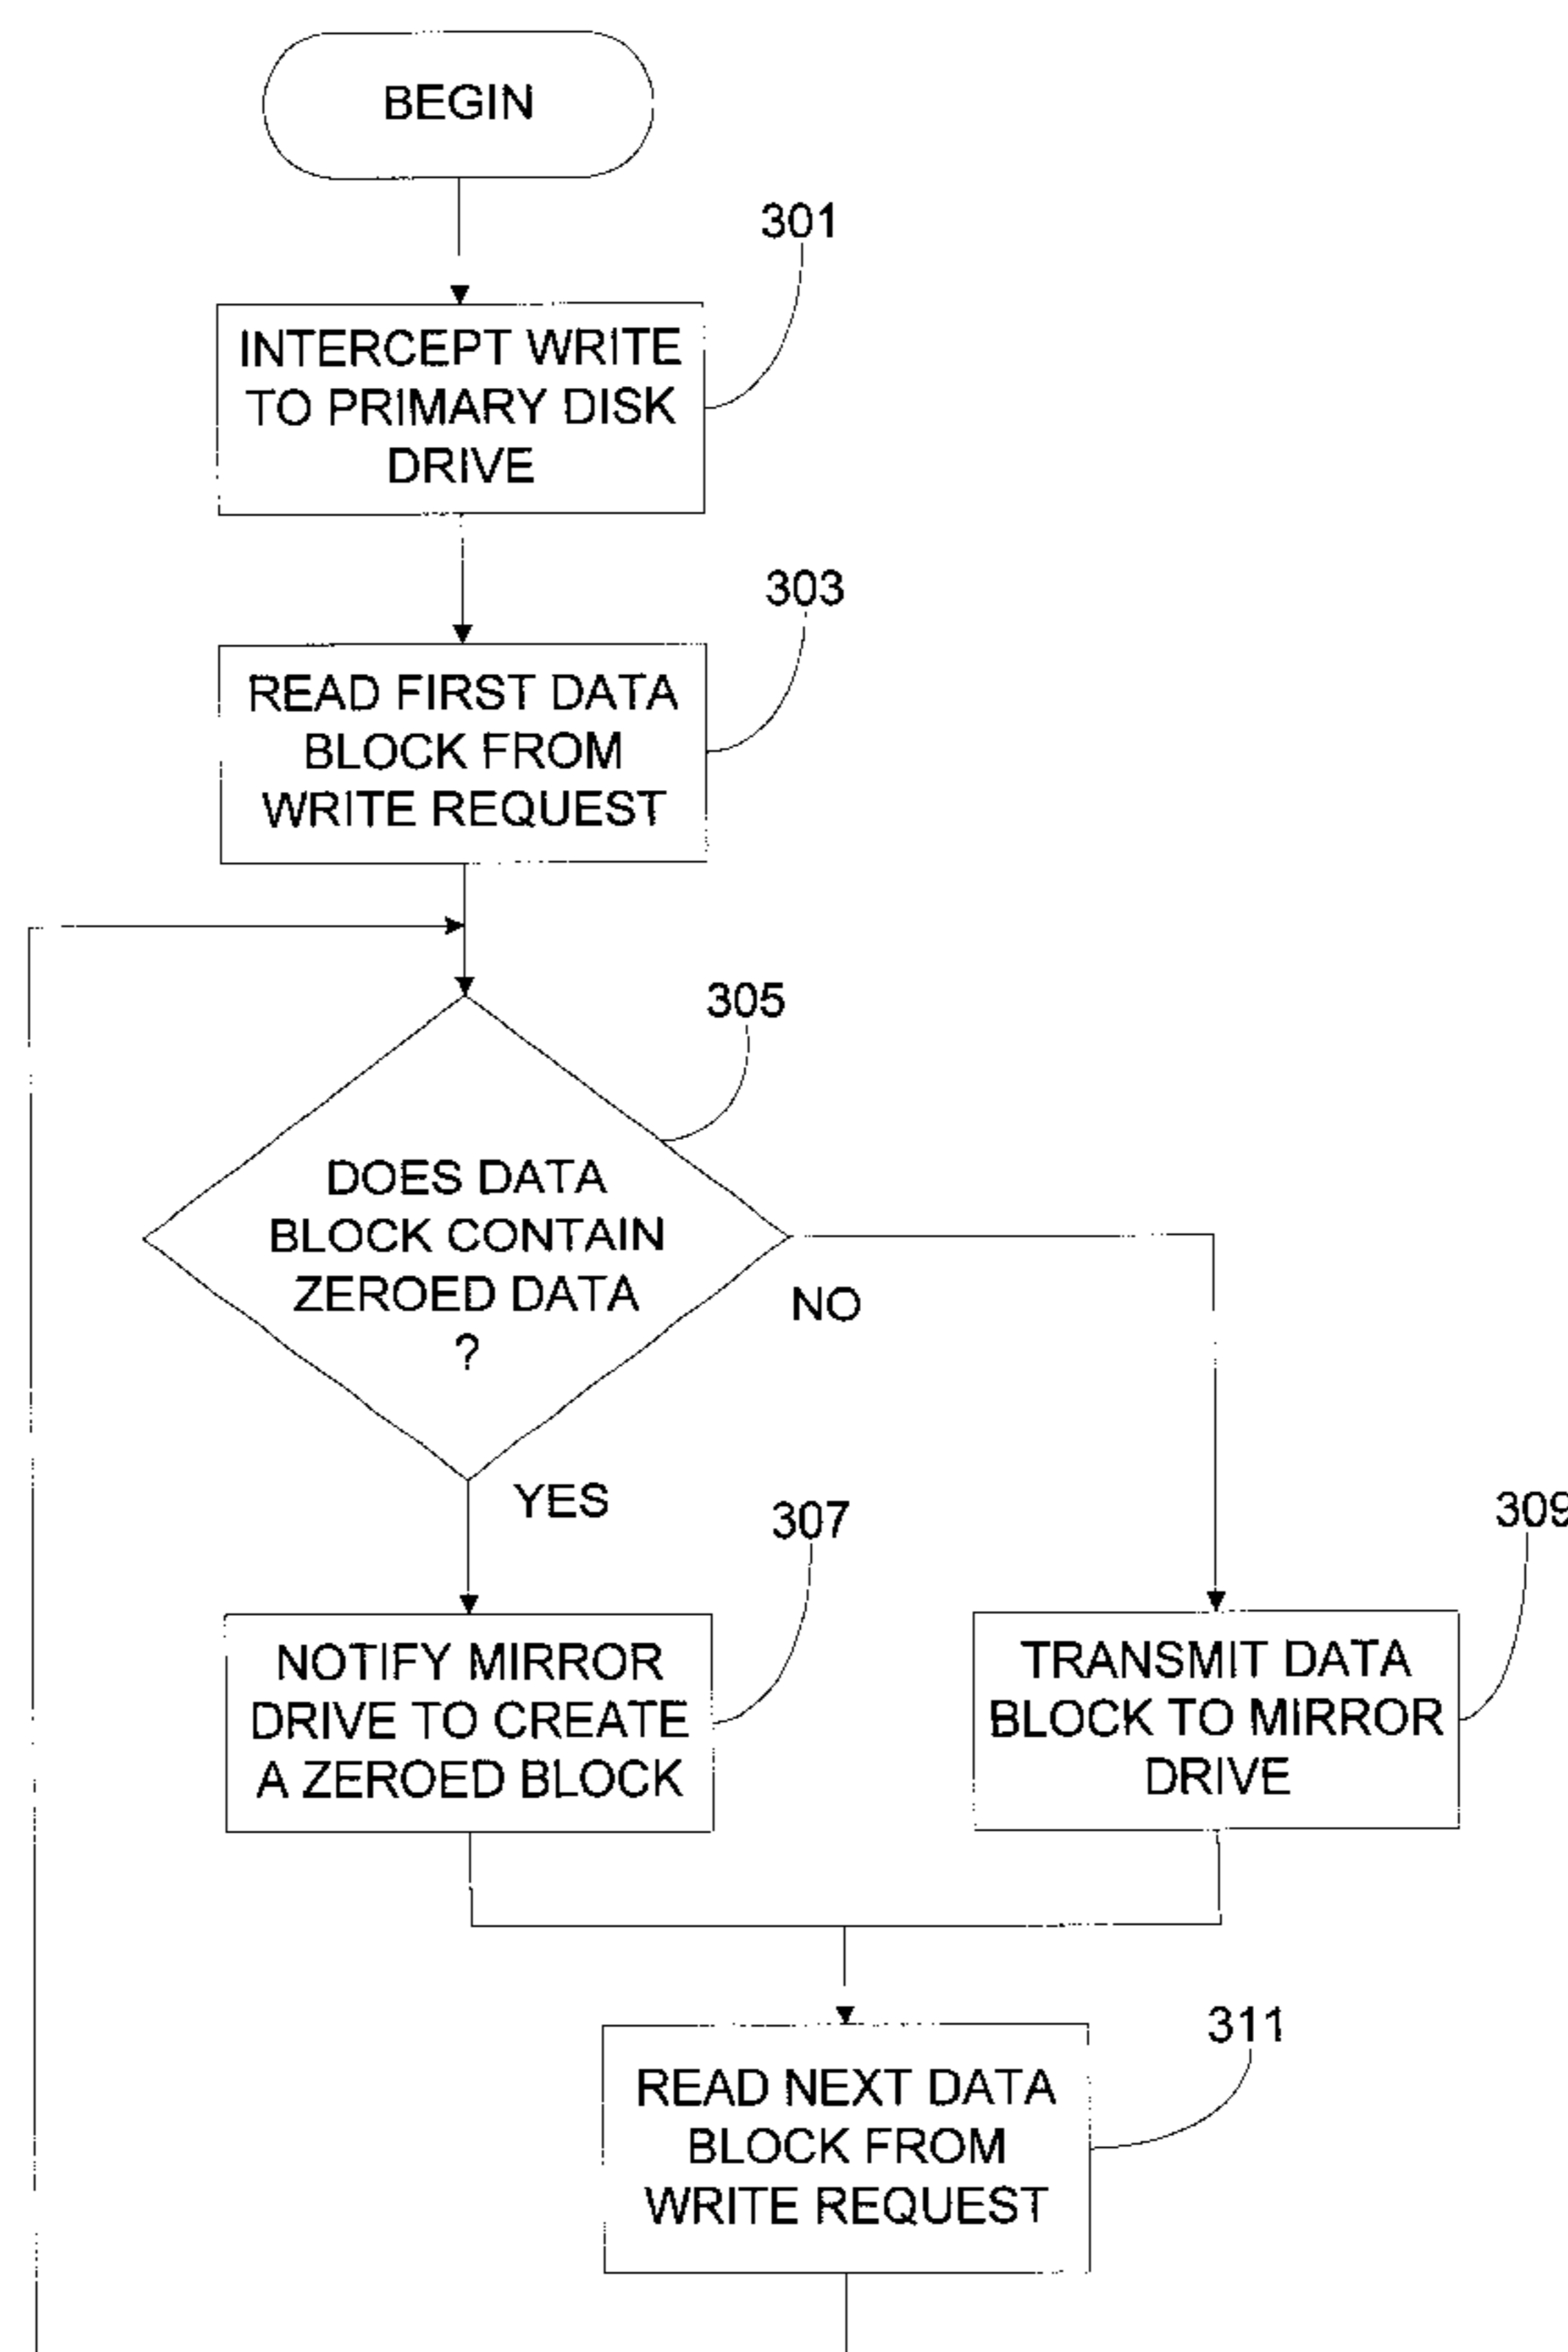 BEGIN
301
INTERCEPT WRITE
TO PRIMARY DISK
DRIVE
303
READ FIRST DATA
BLOCK FROM
WRITE REQUEST
305
DOES DATA
BLOCK CONTAIN
ZEROED DATA
?
NO
YES
307
309
NOTIFY MIRROR
DRIVE TO CREATE
A ZEROED BLOCK
TRANSMIT DATA
BLOCK TO MIRROR
DRIVE
311
READ NEXT DATA
BLOCK FROM
WRITE REQUEST